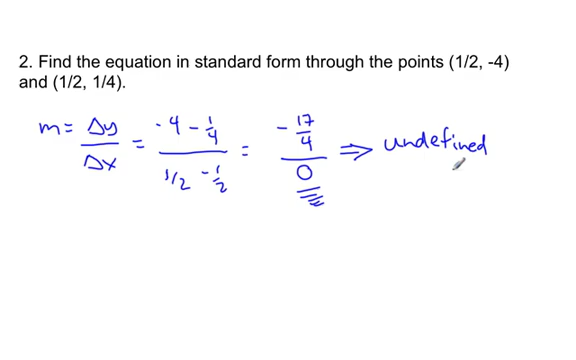 2. Find the equation in standard form through the points (1/2, -4)
and (1/2, 1/4).
m = Δy/Δx = (-4 - 1/4)/(1/2 - 1/2) = (-17/4)/0 ⇒ undefined